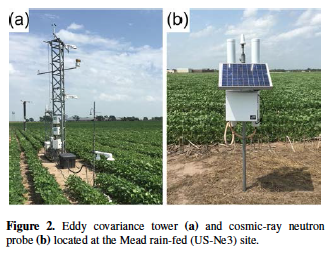 (a)
(b)
Figure 2. Eddy covariance tower (a) and cosmic-ray neutron
probe (b) located at the Mead rain-fed (US-Ne3) site.